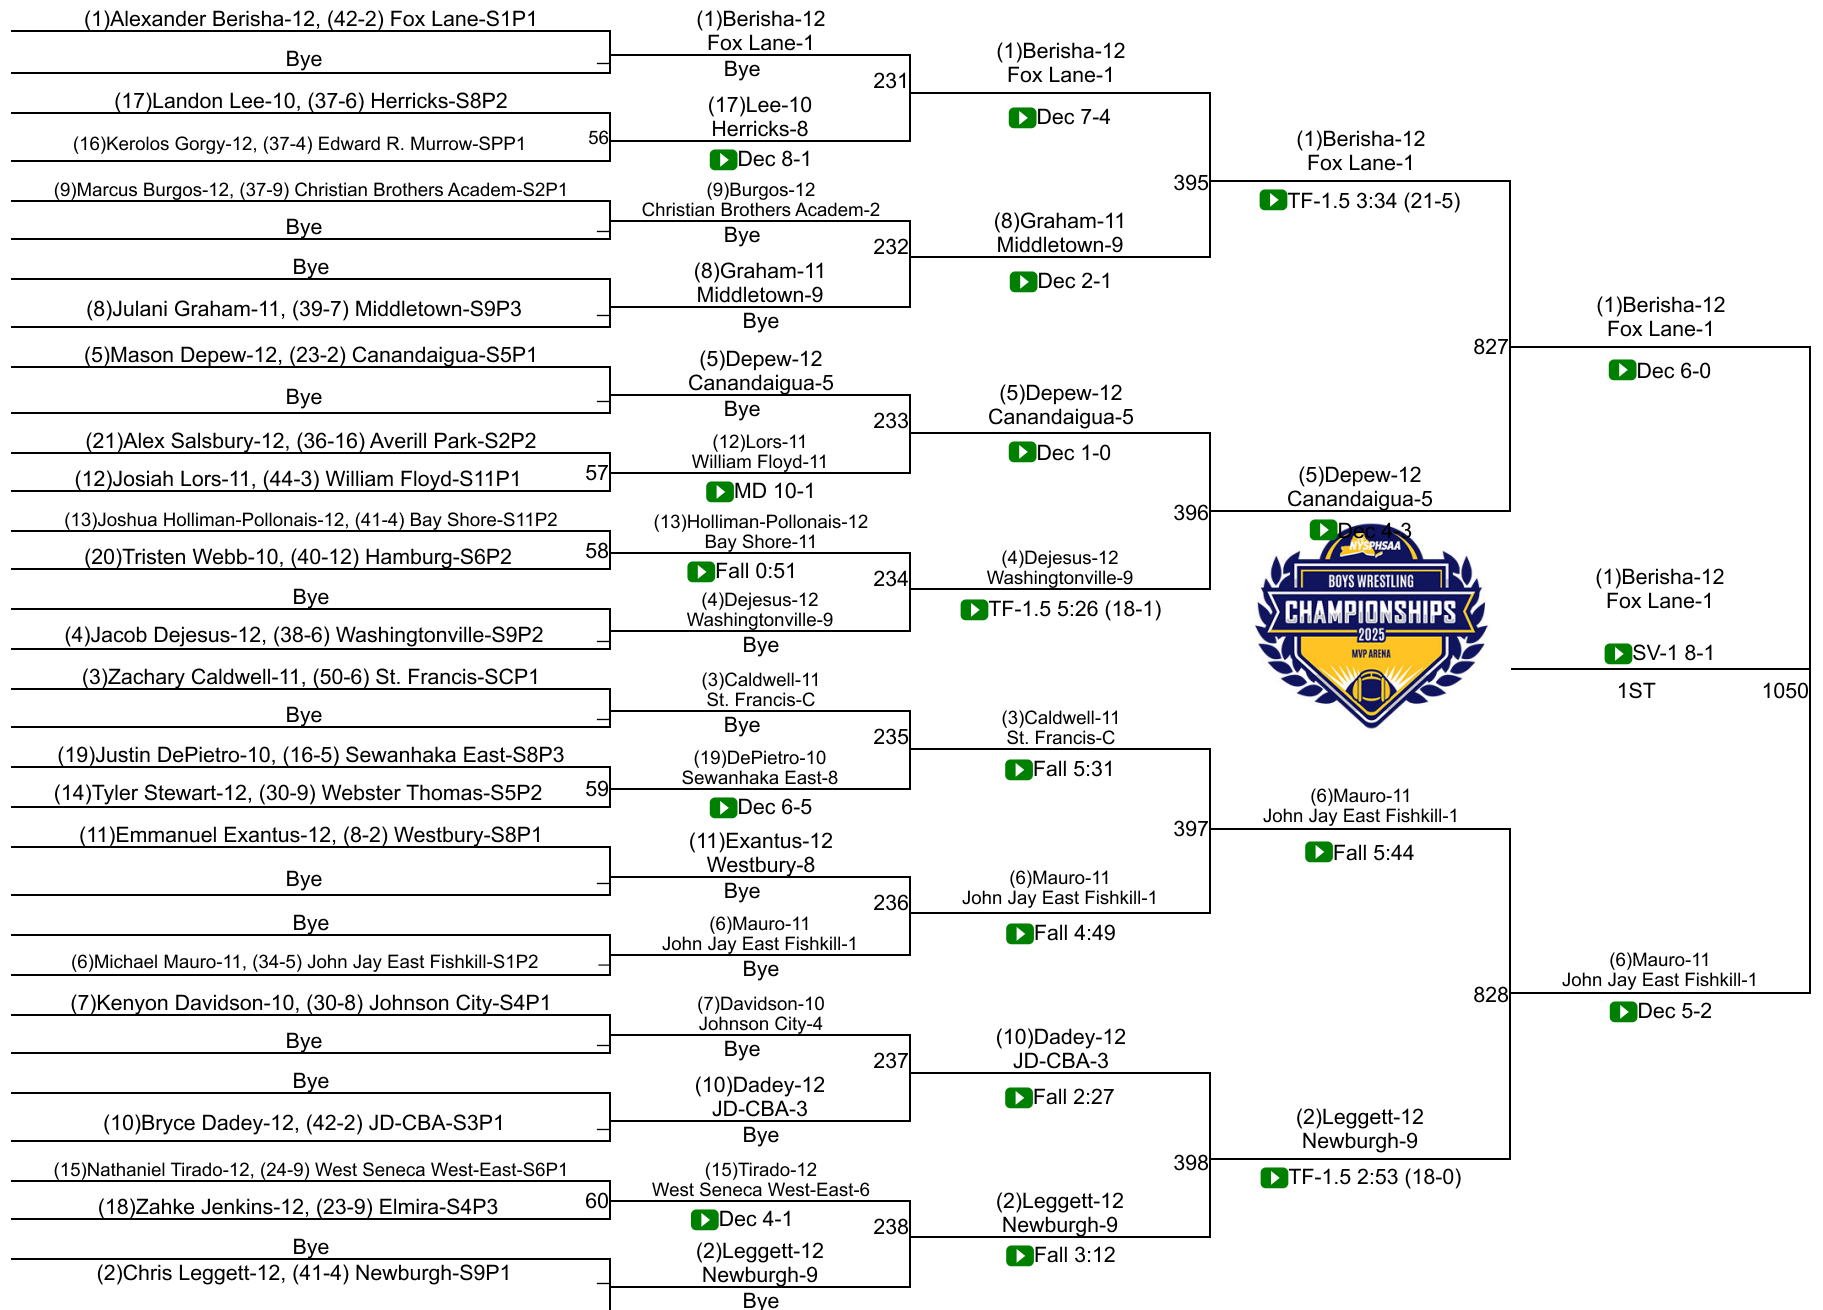 (1)Alexander Berisha-12, (42-2) Fox Lane-S1P1
Bye
(17)Landon Lee-10, (37-6) Herricks-S8P2
(16)Kerolos Gorgy-12, (37-4) Edward R. Murrow-SPP1
56
(9)Marcus Burgos-12, (37-9) Christian Brothers Academ-S2P1
Bye
Bye
(8)Julani Graham-11, (39-7) Middletown-S9P3
(5)Mason Depew-12, (23-2) Canandaigua-S5P1
Bye
(21)Alex Salsbury-12, (36-16) Averill Park-S2P2
(12)Josiah Lors-11, (44-3) William Floyd-S11P1
57
(13)Joshua Holliman-Pollonais-12, (41-4) Bay Shore-S11P2
(20)Tristen Webb-10, (40-12) Hamburg-S6P2
58
Bye
(4)Jacob Dejesus-12, (38-6) Washingtonville-S9P2
(3)Zachary Caldwell-11, (50-6) St. Francis-SCP1
Bye
(19)Justin DePietro-10, (16-5) Sewanhaka East-S8P3
(14)Tyler Stewart-12, (30-9) Webster Thomas-S5P2
59
(11)Emmanuel Exantus-12, (8-2) Westbury-S8P1
Bye
Bye
(6)Michael Mauro-11, (34-5) John Jay East Fishkill-S1P2
(7)Kenyon Davidson-10, (30-8) Johnson City-S4P1
Bye
Bye
(10)Bryce Dadey-12, (42-2) JD-CBA-S3P1
(15)Nathaniel Tirado-12, (24-9) West Seneca West-East-S6P1
(18)Zahke Jenkins-12, (23-9) Elmira-S4P3
60
Bye
(2)Chris Leggett-12, (41-4) Newburgh-S9P1
(1)Berisha-12
Fox Lane-1
Bye
231
(17)Lee-10
Herricks-8
Dec 8-1
(9)Burgos-12
Christian Brothers Academ-2
Bye
232
(8)Graham-11
Middletown-9
Bye
(5)Depew-12
Canandaigua-5
Bye
233
(12)Lors-11
William Floyd-11
MD 10-1
(13)Holliman-Pollonais-12
Bay Shore-11
Fall 0:51
234
(4)Dejesus-12
Washingtonville-9
Bye
(3)Caldwell-11
St. Francis-C
Bye
235
(19)DePietro-10
Sewanhaka East-8
Dec 6-5
(11)Exantus-12
Westbury-8
Bye
236
(6)Mauro-11
John Jay East Fishkill-1
Bye
(7)Davidson-10
Johnson City-4
Bye
237
(10)Dadey-12
JD-CBA-3
Bye
(15)Tirado-12
West Seneca West-East-6
Dec 4-1
238
(2)Leggett-12
Newburgh-9
Bye
(1)Berisha-12
Fox Lane-1
Dec 7-4
395
(8)Graham-11
Middletown-9
Dec 2-1
(5)Depew-12
Canandaigua-5
Dec 1-0
396
(4)Dejesus-12
Washingtonville-9
TF-1.5 5:26 (18-1)
(3)Caldwell-11
St. Francis-C
Fall 5:31
397
(6)Mauro-11
John Jay East Fishkill-1
Fall 4:49
(10)Dadey-12
JD-CBA-3
Fall 2:27
398
(2)Leggett-12
Newburgh-9
Fall 3:12
(1)Berisha-12
Fox Lane-1
TF-1.5 3:34 (21-5)
827
(5)Depew-12
Canandaigua-5
Dec 4-3
NYSPHSAA
BOYS WRESTLING
CHAMPIONSHIPS
2025
MVP ARENA
(6)Mauro-11
John Jay East Fishkill-1
Fall 5:44
828
(2)Leggett-12
Newburgh-9
TF-1.5 2:53 (18-0)
(1)Berisha-12
Fox Lane-1
Dec 6-0
(1)Berisha-12
Fox Lane-1
SV-1 8-1
1ST
1050
(6)Mauro-11
John Jay East Fishkill-1
Dec 5-2